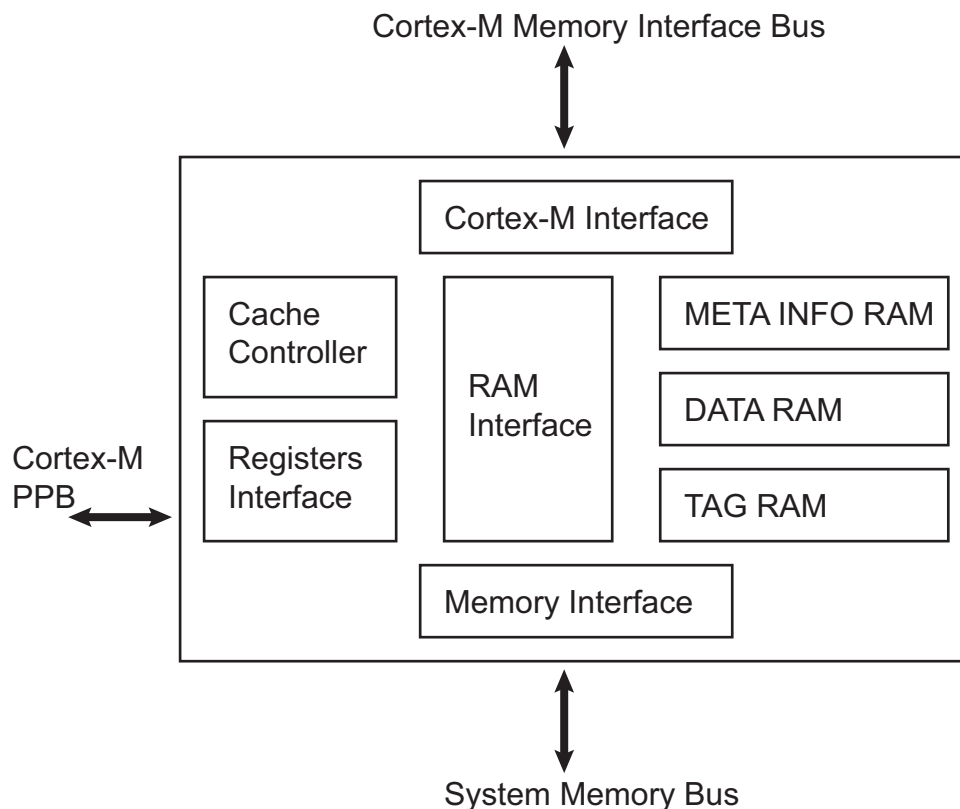 Cortex-M Memory Interface Bus
Cortex-M Interface
Cache
Controller
RAM
Interface
META INFO RAM
DATA RAM
TAG RAM
Registers
Interface
Cortex-M
PPB
Memory Interface
System Memory Bus